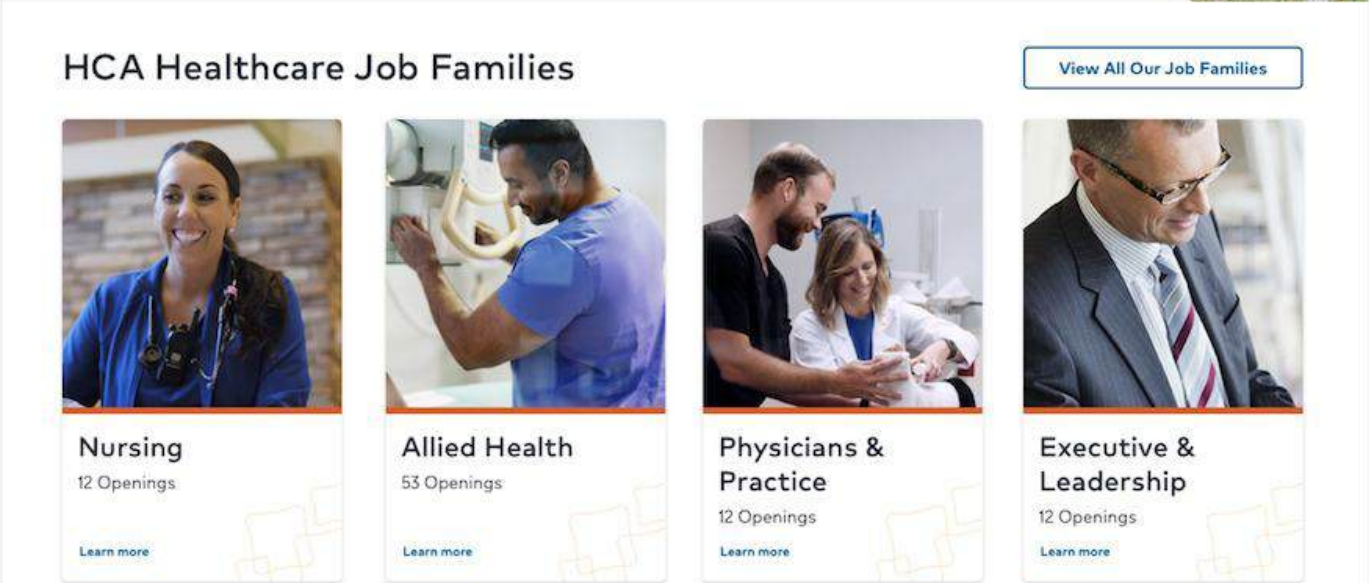 HCA Healthcare Job Families
View All Our Job Families
Nursing
12 Openings
Learn more
Allied Health
53 Openings
Learn more
Physicians &
Practice
12 Openings
Learn more
Executive &
Leadership
12 Openings
Learn more